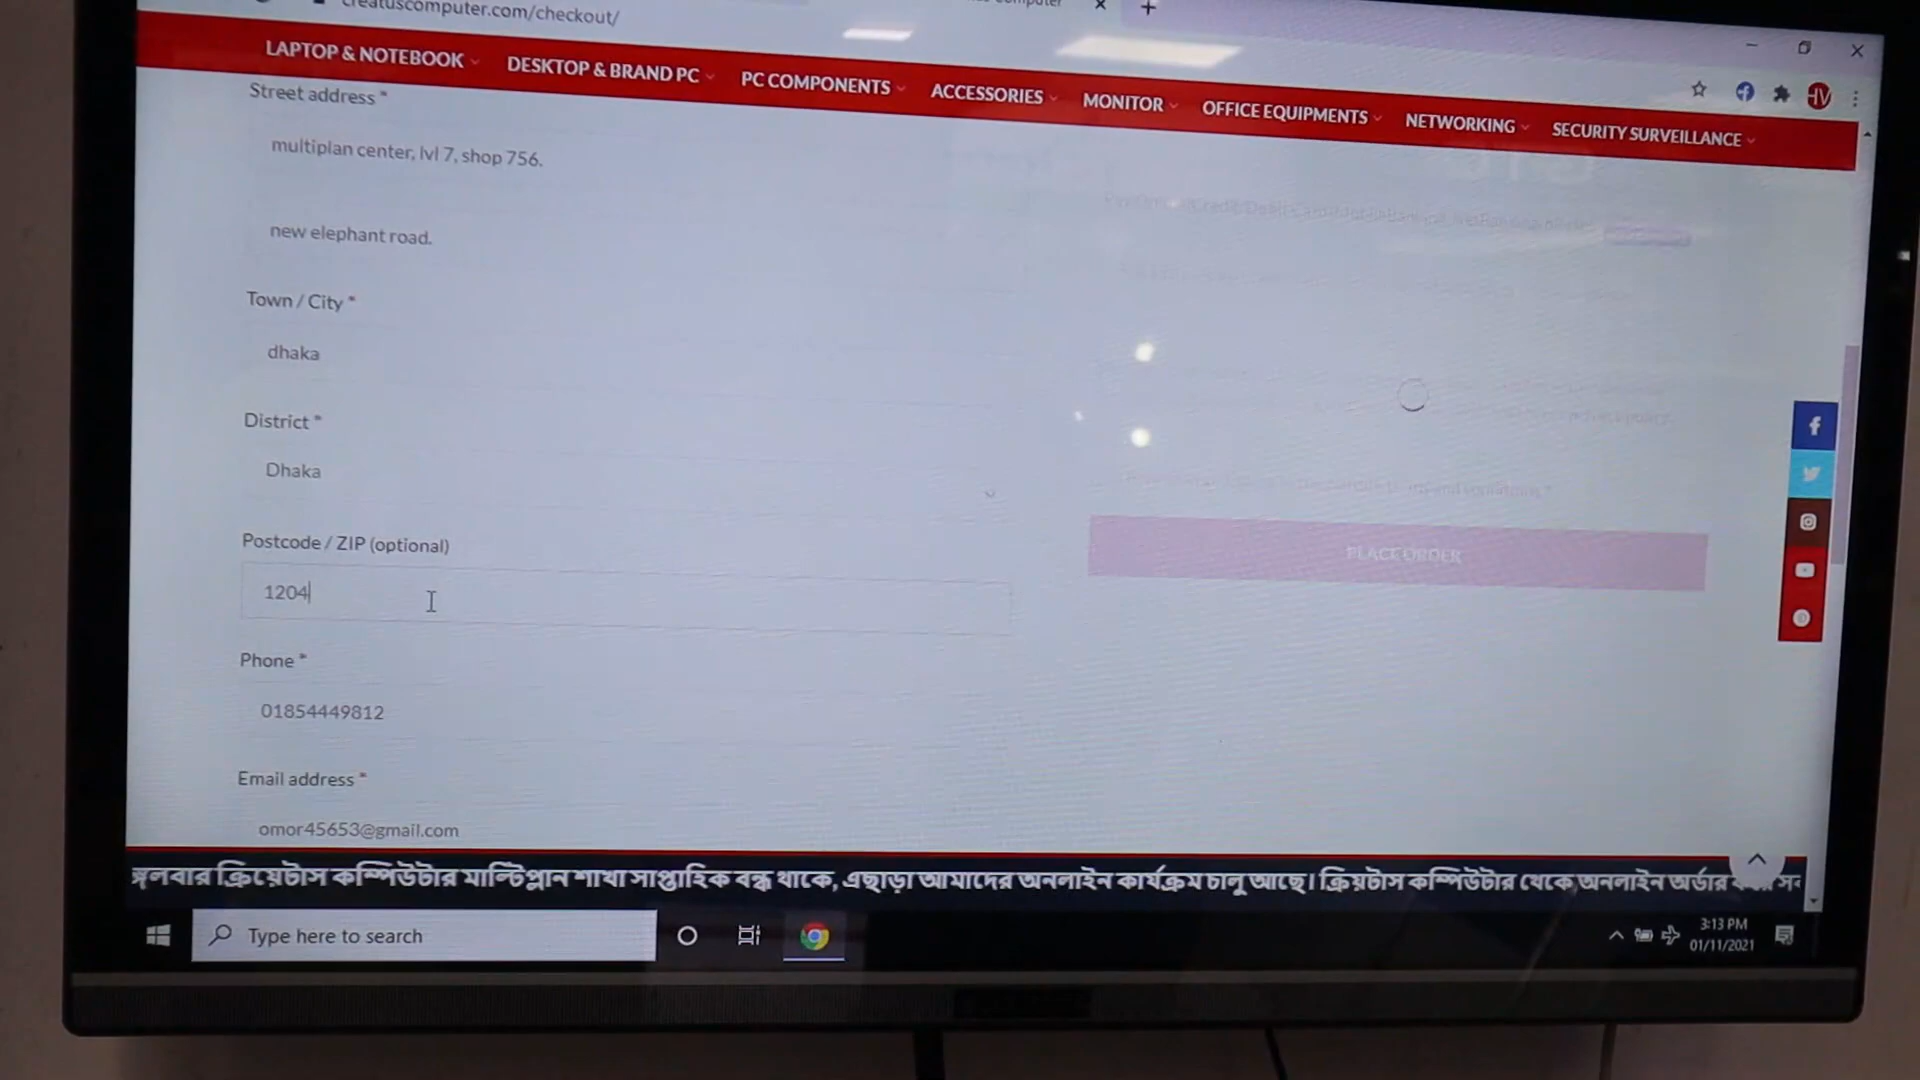 creatuscomputer.com/checkout/
LAPTOP & NOTEBOOK
DESKTOP & BRAND PC
PC COMPONENTS
ACCESSORIES
MONITOR
OFFICE EQUIPMENTS
NETWORKING
SECURITY SURVEILLANCE
Street address *
multiplan center, lvl 7, shop 756.
new elephant road.
Town / City *
dhaka
District *
Dhaka
Postcode / ZIP (optional)
1204
Phone *
01854449812
Email address *
omor45653@gmail.com
PLACE ORDER
ঙ্গলবার ক্রিয়েটাস কম্পিউটার মাল্টিপ্লান শাখা সাপ্তাহিক বন্ধ থাকে, এছাড়া আমাদের অনলাইন কার্যক্রম চালু আছে। ক্রিয়টাস কম্পিউটার থেকে অনলাইন অর্ডার
Type here to search
3:13 PM
01/11/2021